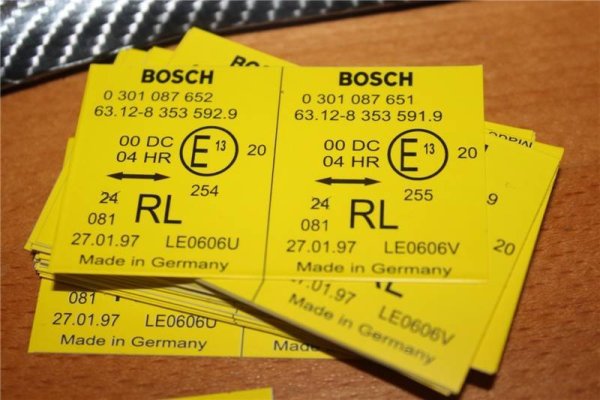 BOSCH
0 301 087 652
63.12-8 353 592.9
00 DC
04 HR
E 13
20
254
24
081
RL
27.01.97 LE0606U
Made in Germany
BOSCH
0 301 087 651
63.12-8 353 591.9
00 DC
04 HR
E 13
20
255
24
081
RL
27.01.97 LE0606V
Made in Germany
.9
20
081
27.01.97 LE0606U
Made in Germany
.01.97 LE0606V
Made in Germany